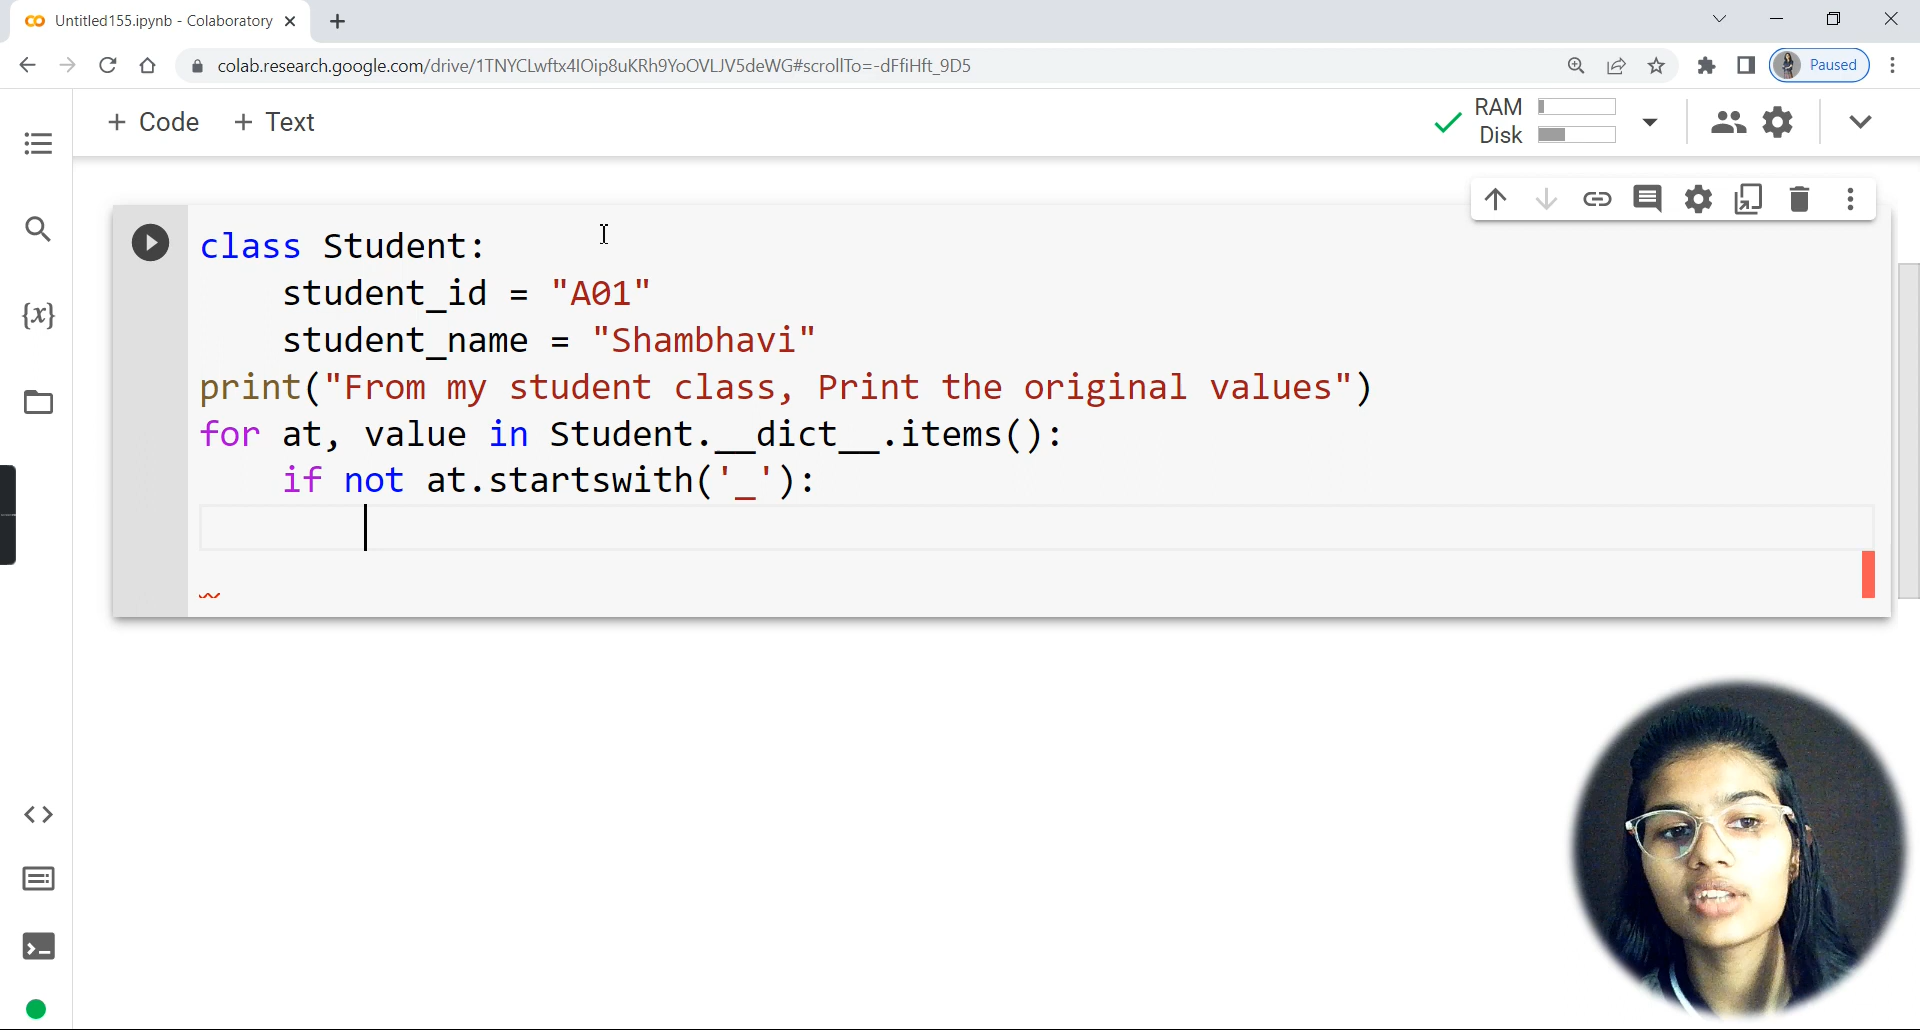 Untitled155.ipynb - Colaboratory
colab.research.google.com/drive/1TNYCLwftx4IOip8uKRh9YoOVLJV5deWG#scrollTo=-dFfiHft_9D5
Paused
+ Code + Text
RAM
Disk
{x}
class Student:
    student_id = "A01"
    student_name = "Shambhavi"
print("From my student class, Print the original values")
for at, value in Student.__dict__.items():
    if not at.startswith('_'):